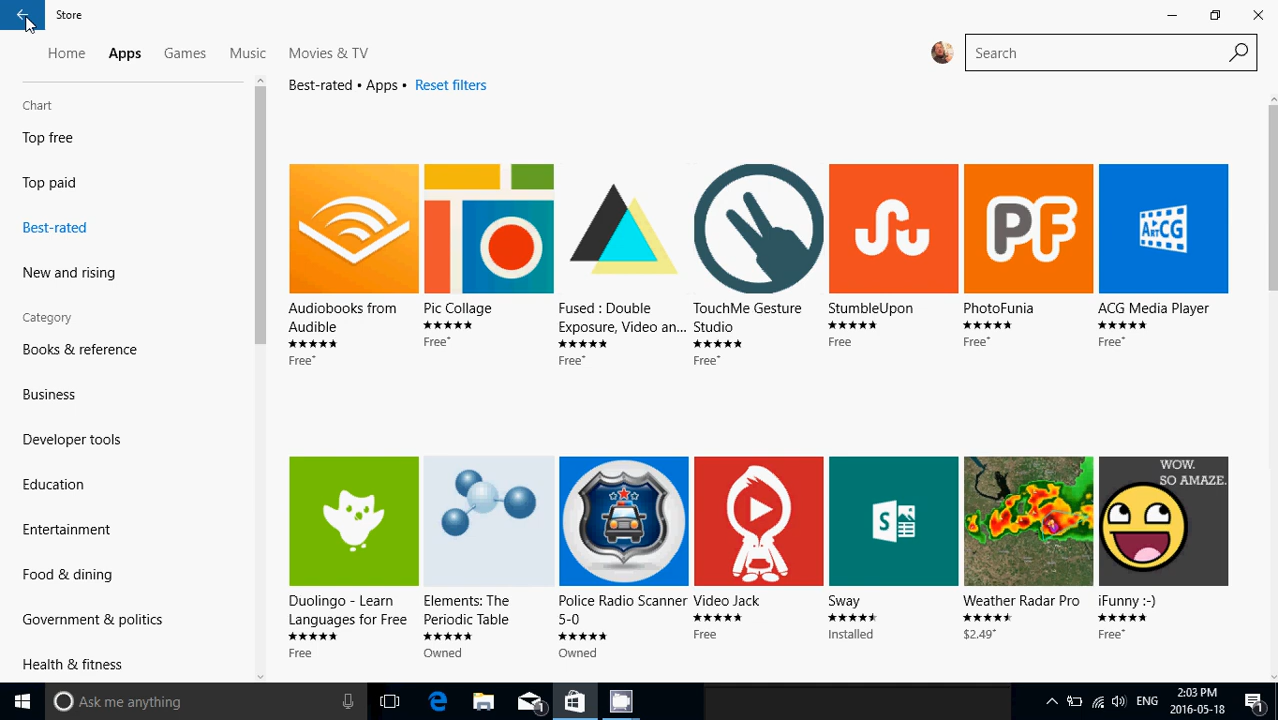 Store
Home Apps Games Music Movies & TV
Search
Best-rated • Apps • Reset filters
Chart
Top free
Top paid
Best-rated
New and rising
Category
Books & reference
Business
Developer tools
Education
Entertainment
Food & dining
Government & politics
Health & fitness
Audiobooks from
Audible
Free*
Pic Collage
Free*
Fused : Double
Exposure, Video an...
Free*
TouchMe Gesture
Studio
Free*
StumbleUpon
Free
PF
PhotoFunia
Free*
ArtCG
ACG Media Player
Free*
Duolingo - Learn
Languages for Free
Free
Elements: The
Periodic Table
Owned
Police Radio Scanner
5-0
Owned
Video Jack
Free
S
Sway
Installed
Weather Radar Pro
$2.49*
WOW.
SO AMAZE.
iFunny :-)
Free*
Ask me anything
1
ENG
2:03 PM
2016-05-18
1